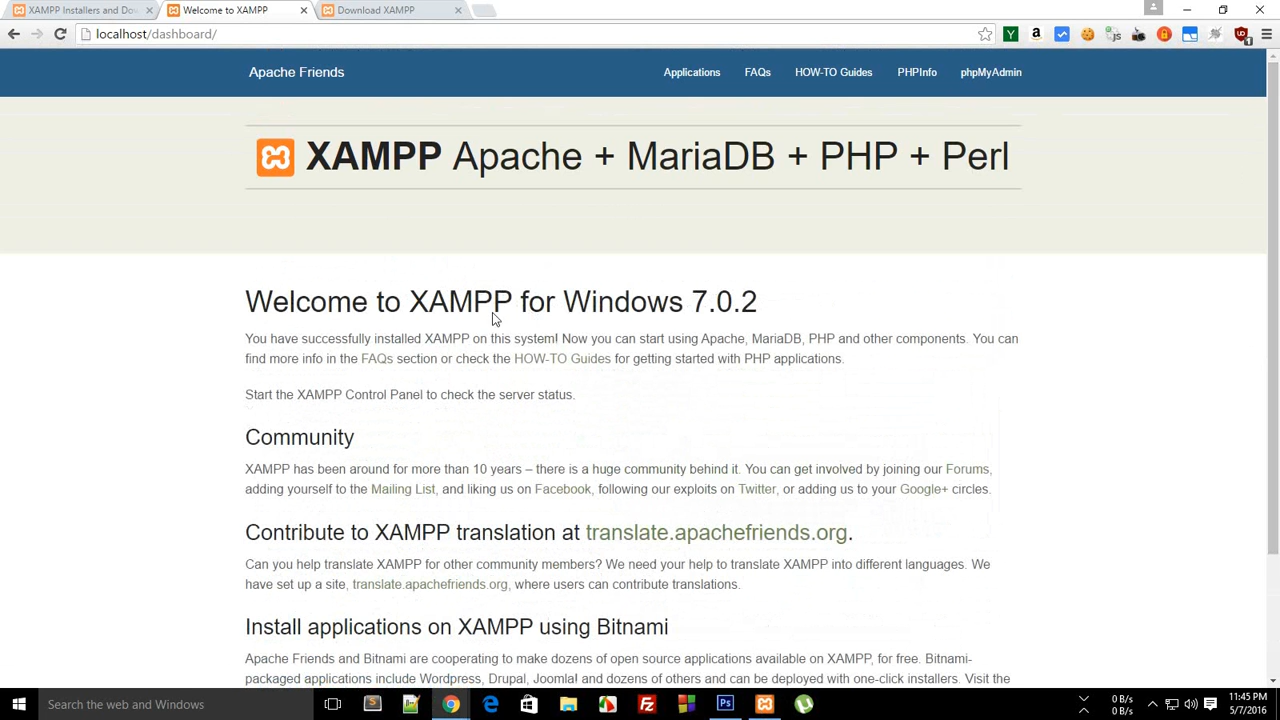 XAMPP Installers and Dow
Welcome to XAMPP
Download XAMPP
localhost/dashboard/
Apache Friends
Applications
FAQs
HOW-TO Guides
PHPInfo
phpMyAdmin
XAMPP Apache + MariaDB + PHP + Perl
Welcome to XAMPP for Windows 7.0.2
You have successfully installed XAMPP on this system! Now you can start using Apache, MariaDB, PHP and other components. You can
find more info in the FAQs section or check the HOW-TO Guides for getting started with PHP applications.
Start the XAMPP Control Panel to check the server status.
Community
XAMPP has been around for more than 10 years – there is a huge community behind it. You can get involved by joining our Forums,
adding yourself to the Mailing List, and liking us on Facebook, following our exploits on Twitter, or adding us to your Google+ circles.
Contribute to XAMPP translation at translate.apachefriends.org.
Can you help translate XAMPP for other community members? We need your help to translate XAMPP into different languages. We
have set up a site, translate.apachefriends.org, where users can contribute translations.
Install applications on XAMPP using Bitnami
Apache Friends and Bitnami are cooperating to make dozens of open source applications available on XAMPP, for free. Bitnami-
packaged applications include Wordpress, Drupal, Joomla! and dozens of others and can be deployed with one-click installers. Visit the
Search the web and Windows
0 B/s
0 B/s
11:45 PM
5/7/2016